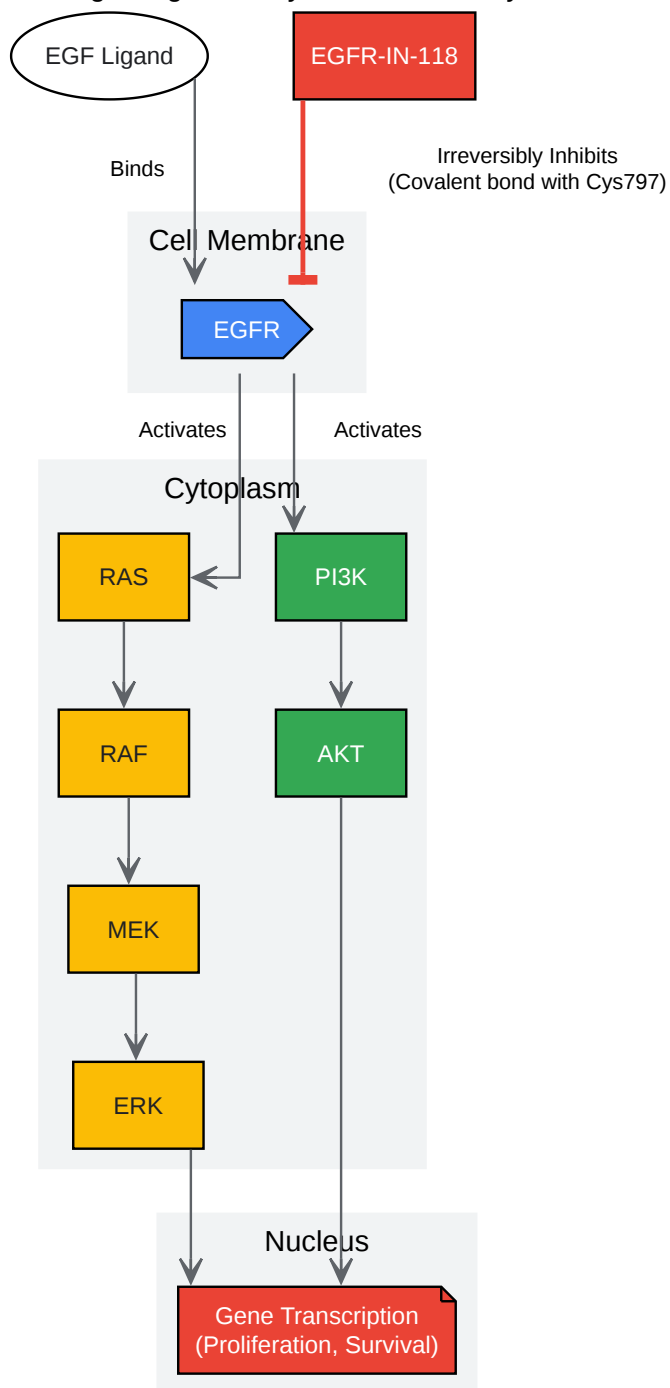 EGF Ligand
EGFR-IN-118
Binds
Irreversibly Inhibits
(Covalent bond with Cys797)
Cell Membrane
EGFR
Activates
Activates
Cytoplasm
RAS
PI3K
RAF
AKT
MEK
ERK
Nucleus
Gene Transcription
(Proliferation, Survival)